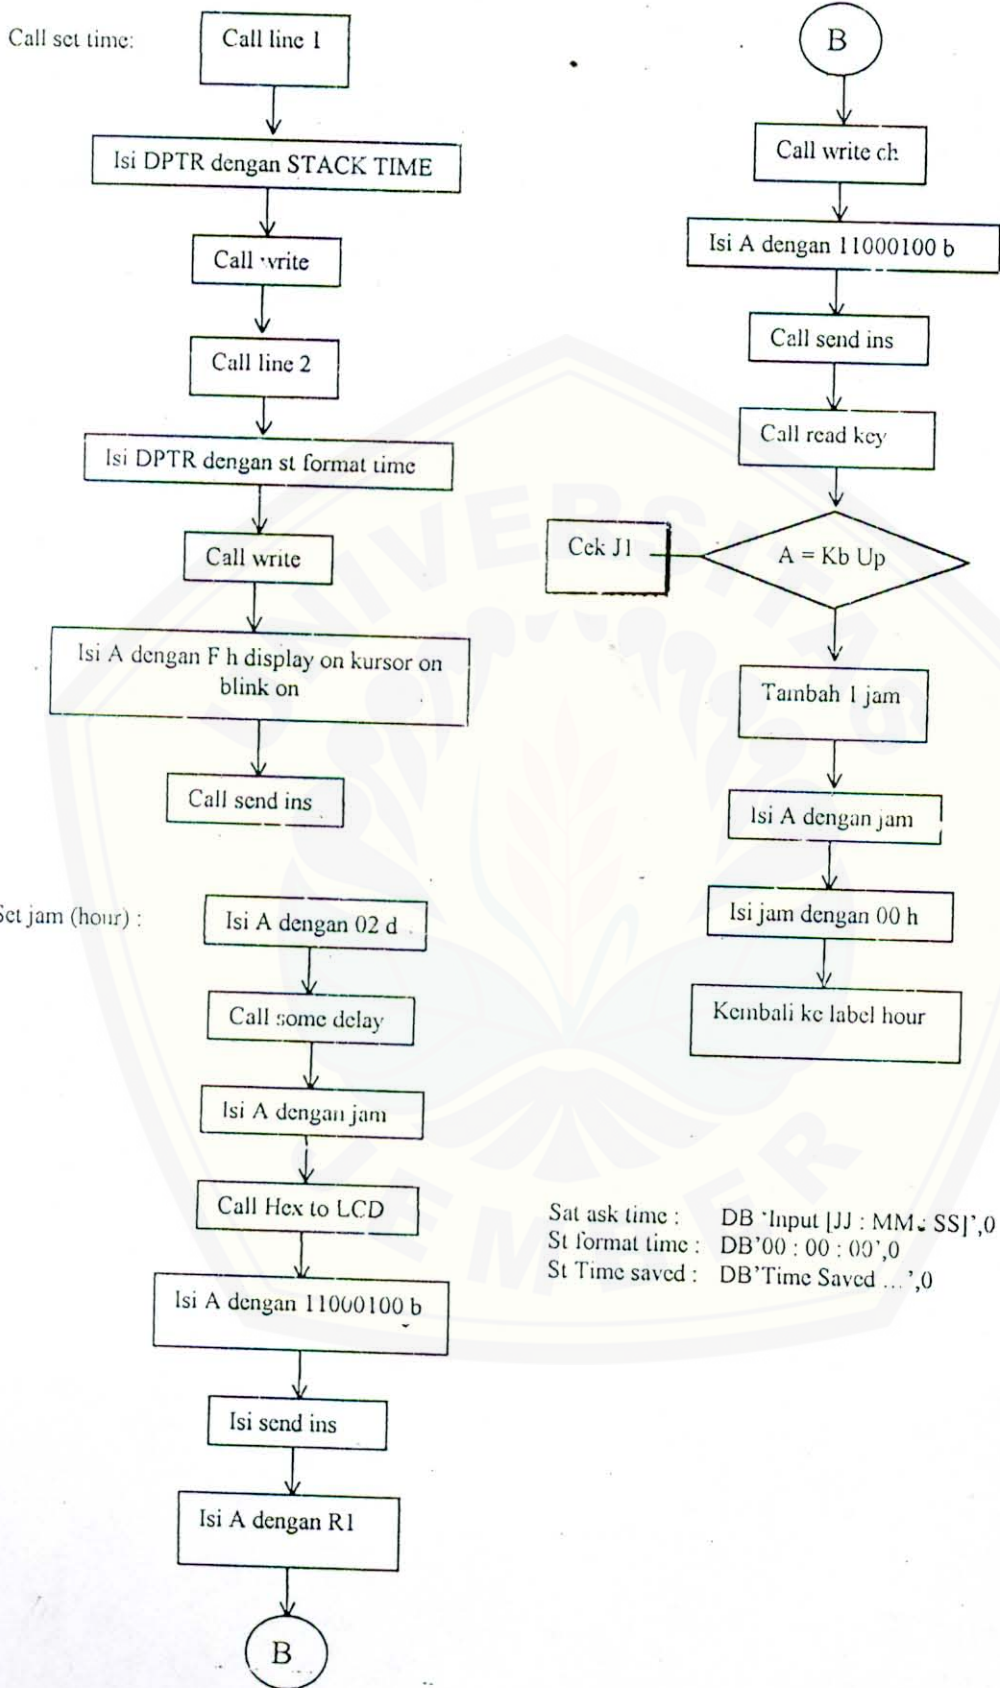 Call set time:
Call line 1
Isi DPTR dengan STACK TIME
Call write
Call line 2
Isi DPTR dengan st format time
Call write
Isi A dengan F h display on kursor on
blink on
Call send ins
Set jam (hour) :
Isi A dengan 02 d
Call some delay
Isi A dengan jam
Call Hex to LCD
Isi A dengan 11000100 b
Isi send ins
Isi A dengan R1
B
B
Call write ch
Isi A dengan 11000100 b
Call send ins
Call read key
Cek J1
A = Kb Up
Tambah 1 jam
Isi A dengan jam
Isi jam dengan 00 h
Kembali ke label hour
Sat ask time : DB 'Input [JJ : MM : SS]',0
St format time : DB'00 : 00 : 00',0
St Time saved : DB'Time Saved ...',0
UNIVERSITAS
JEMBER